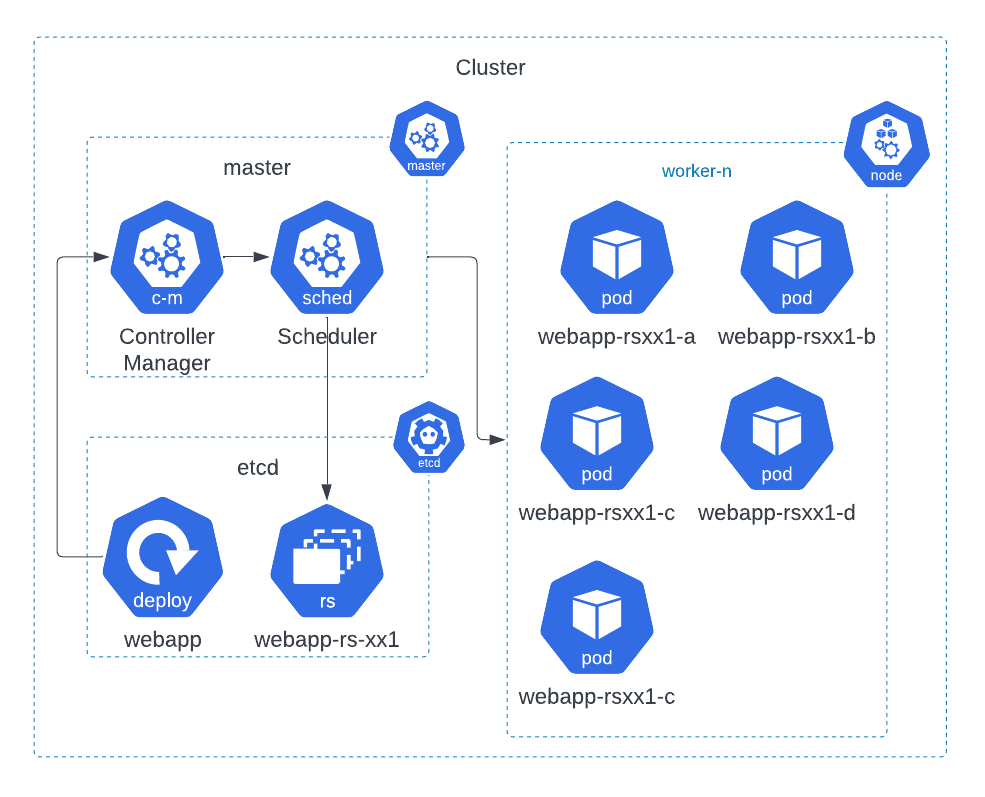 Cluster
master
master
c-m
sched
Controller
Manager
Scheduler
etcd
etcd
deploy
rs
webapp
webapp-rs-xx1
node
worker-n
pod
pod
webapp-rsxx1-a
webapp-rsxx1-b
pod
pod
webapp-rsxx1-c
webapp-rsxx1-d
pod
webapp-rsxx1-c